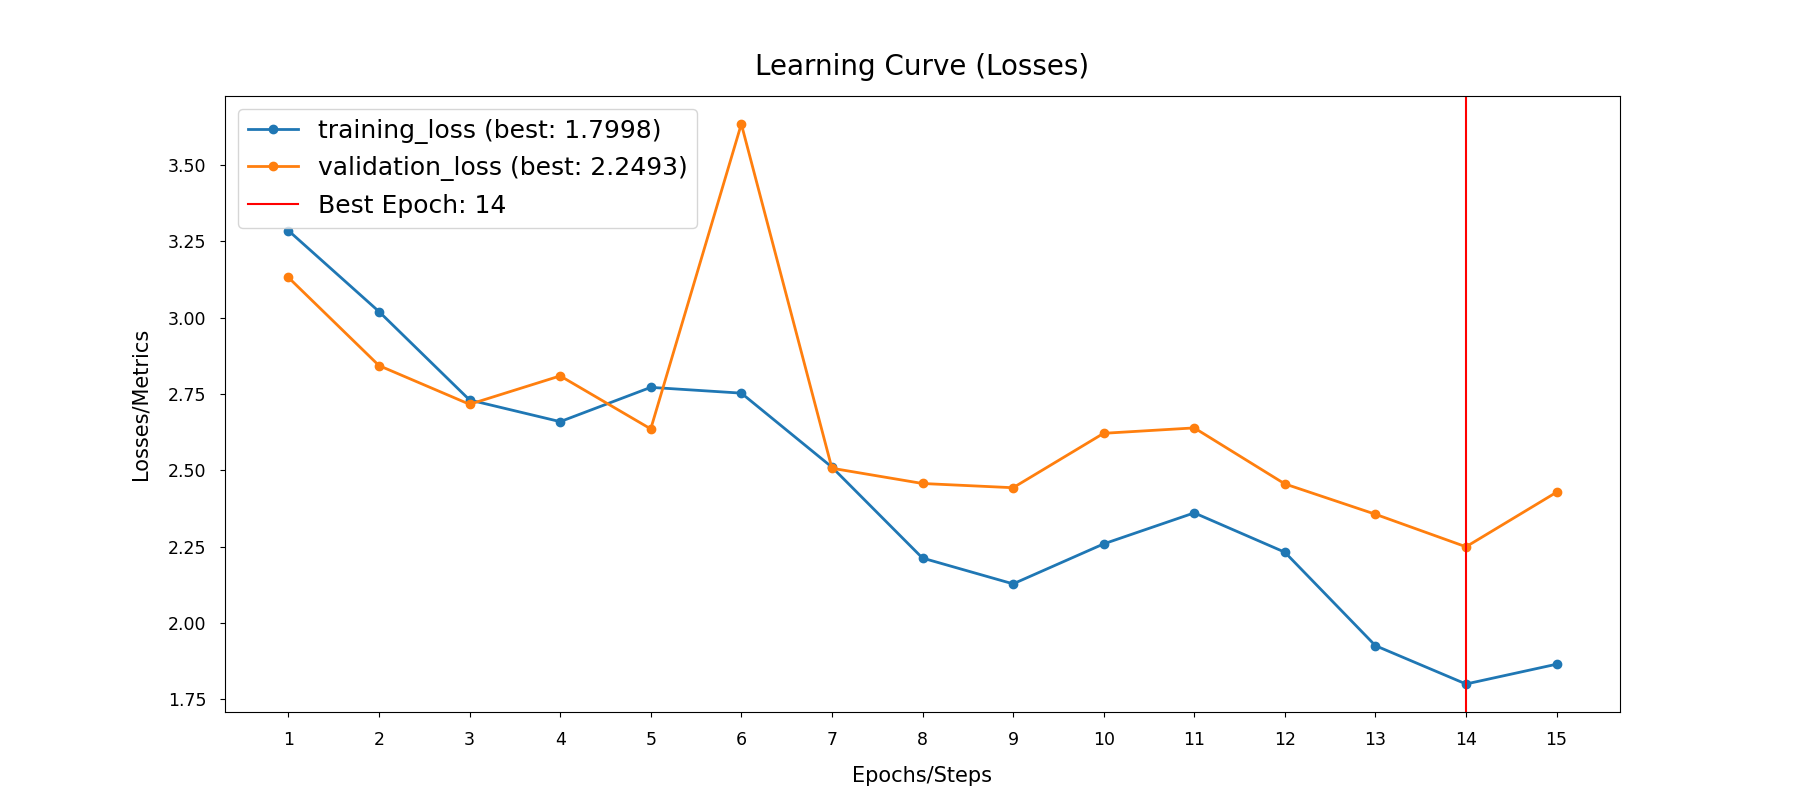 Learning Curve (Losses)
training_loss (best: 1.7998)
validation_loss (best: 2.2493)
Best Epoch: 14
Losses/Metrics
3.50
3.25
3.00
2.75
2.50
2.25
2.00
1.75
1 2 3 4 5 6 7 8 9 10 11 12 13 14 15
Epochs/Steps